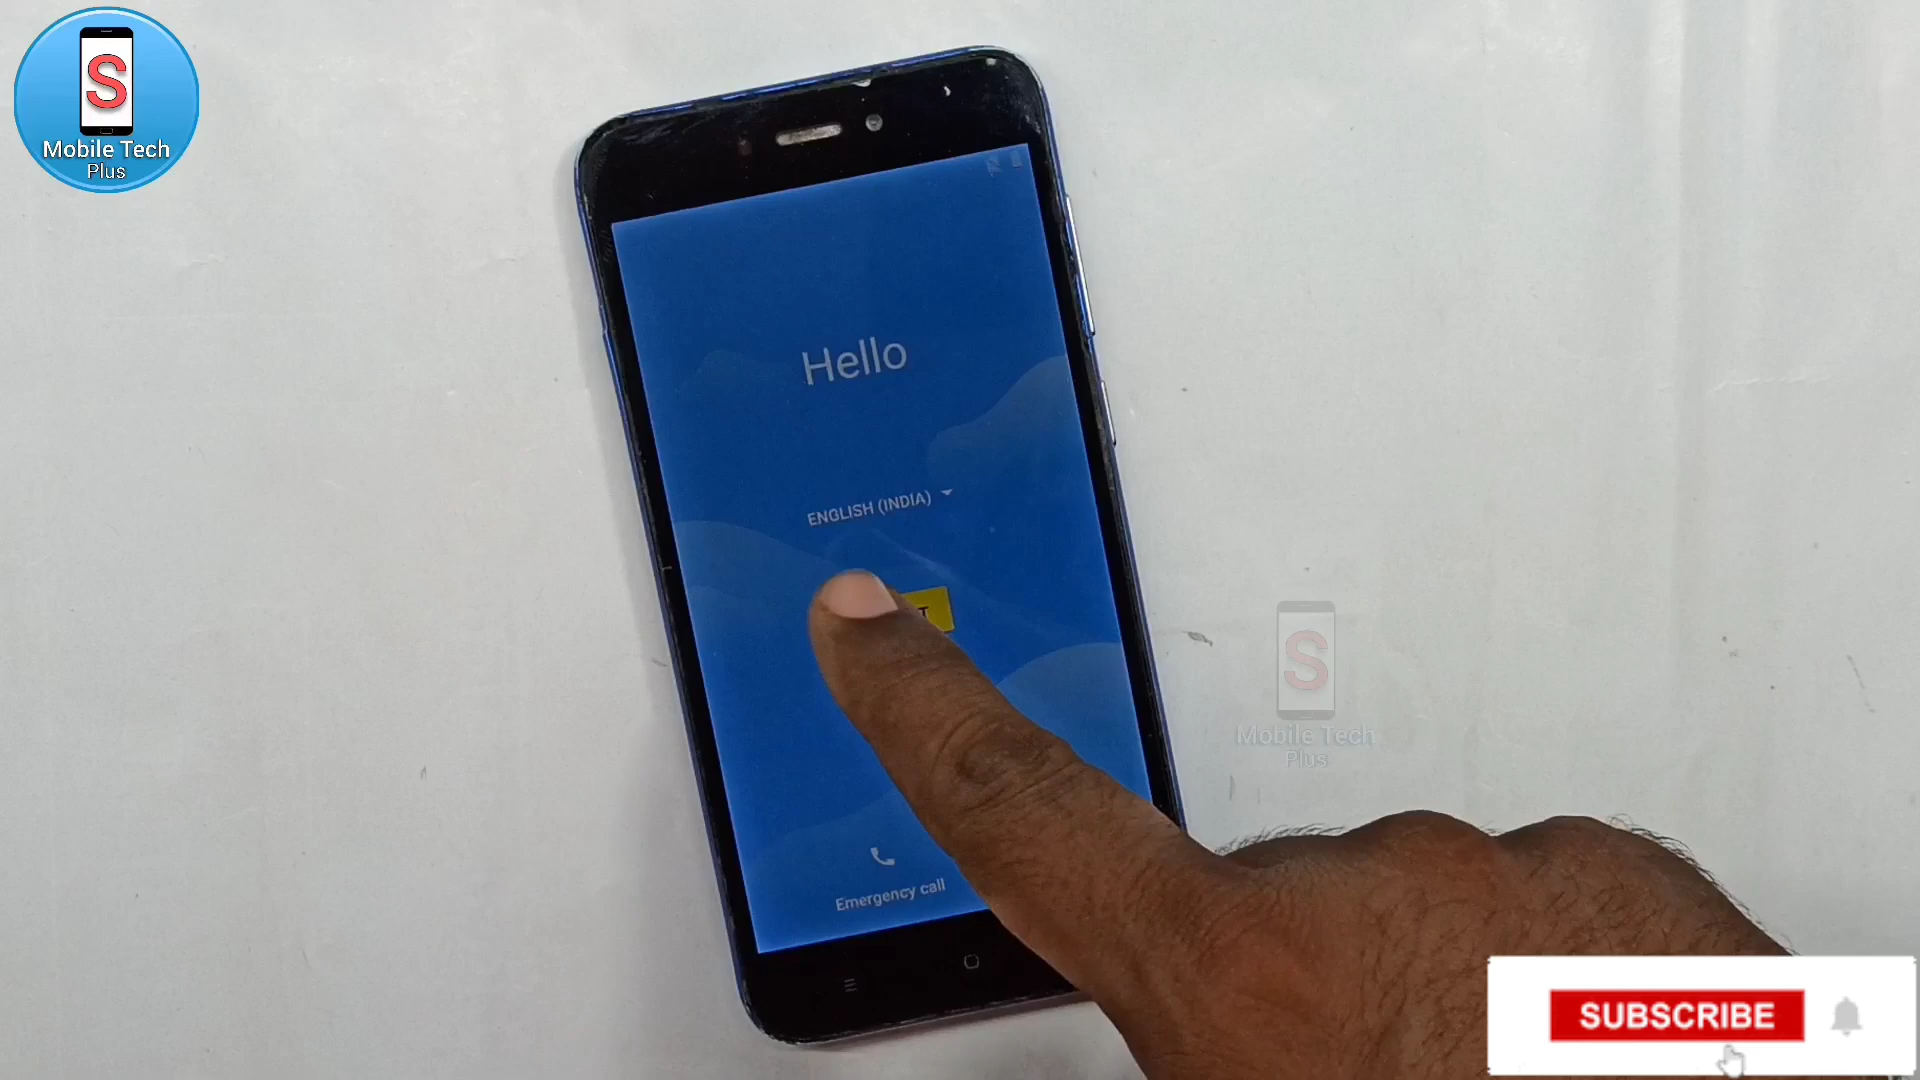 S
Mobile Tech
Plus
Hello
ENGLISH (INDIA)
T
Emergency call
S
Mobile Tech
Plus
SUBSCRIBE